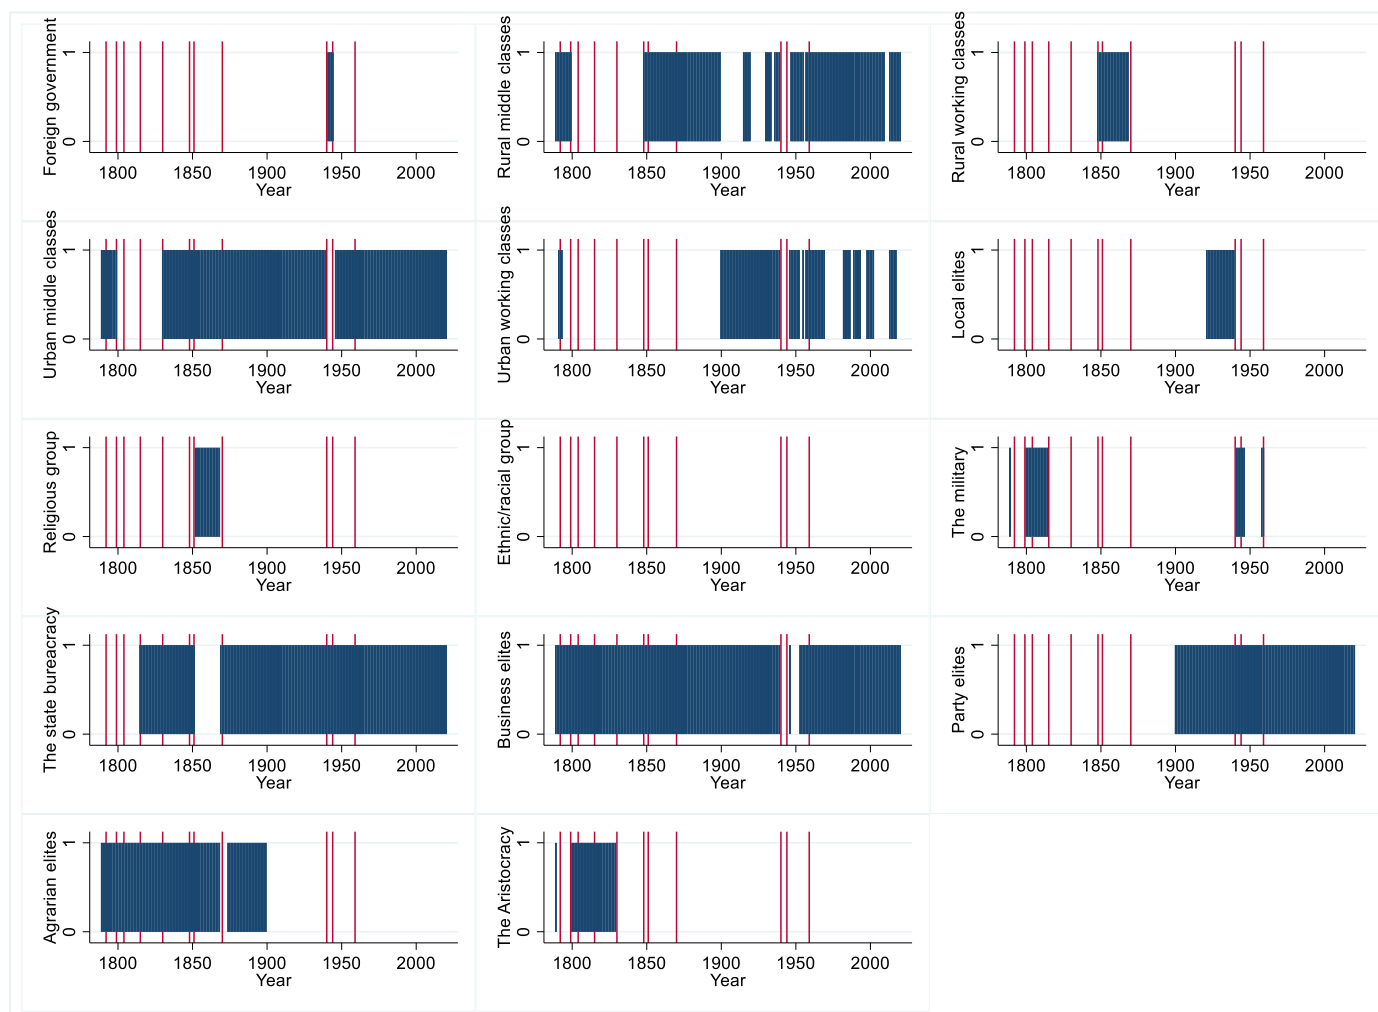 Foreign government
1
0
1800 1850 1900 1950 2000
Year
Rural middle classes
1
0
1800 1850 1900 1950 2000
Year
Rural working classes
1
0
1800 1850 1900 1950 2000
Year
Urban middle classes
1
0
1800 1850 1900 1950 2000
Year
Urban working classes
1
0
1800 1850 1900 1950 2000
Year
Local elites
1
0
1800 1850 1900 1950 2000
Year
Religious group
1
0
1800 1850 1900 1950 2000
Year
Ethnic/racial group
1
0
1800 1850 1900 1950 2000
Year
The military
1
0
1800 1850 1900 1950 2000
Year
The state bureacracy
1
0
1800 1850 1900 1950 2000
Year
Business elites
1
0
1800 1850 1900 1950 2000
Year
Party elites
1
0
1800 1850 1900 1950 2000
Year
Agrarian elites
1
0
1800 1850 1900 1950 2000
Year
The Aristocracy
1
0
1800 1850 1900 1950 2000
Year